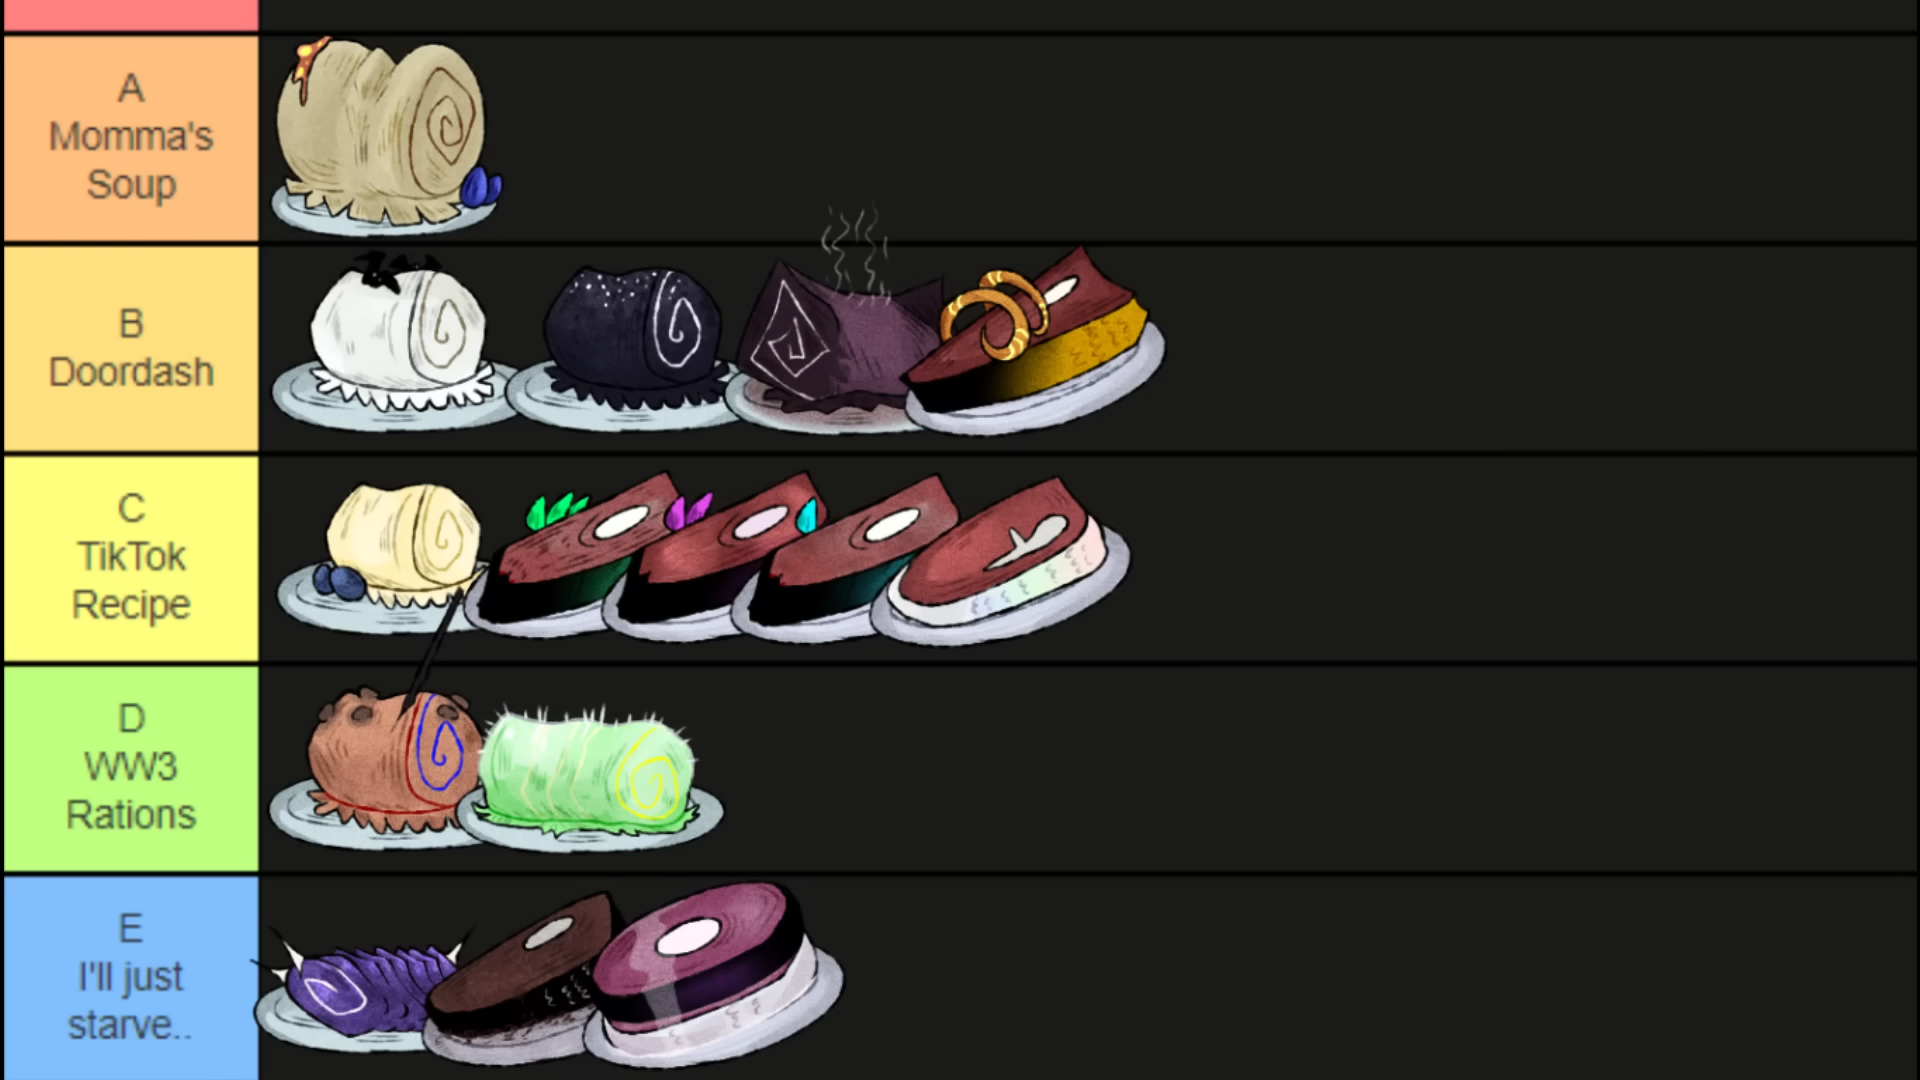 A
Momma's
Soup
B
Doordash
C
TikTok
Recipe
D
WW3
Rations
E
I'll just
starve..